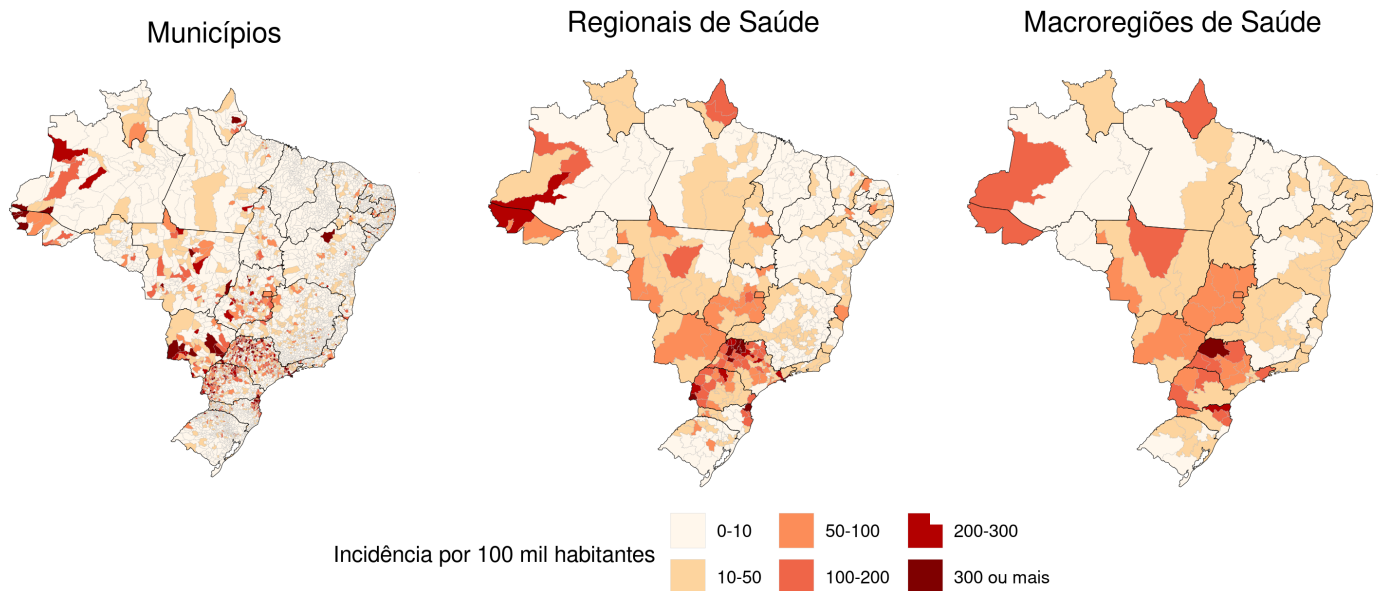 Municípios
Regionais de Saúde
Macroregiões de Saúde
Incidência por 100 mil habitantes
0-10
50-100
200-300
10-50
100-200
300 ou mais